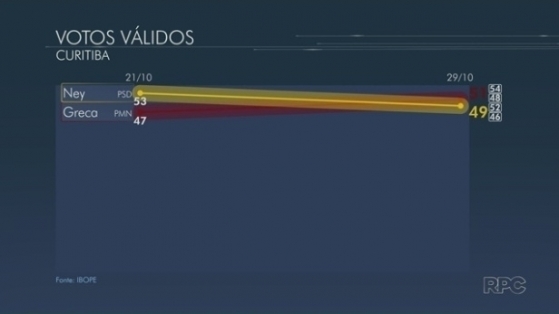 VOTOS VÁLIDOS
CURITIBA
21/10 29/10
Ney PSD 53
Greca PMN 47
54
48
49 52
46
Fonte: IBOPE
RPC